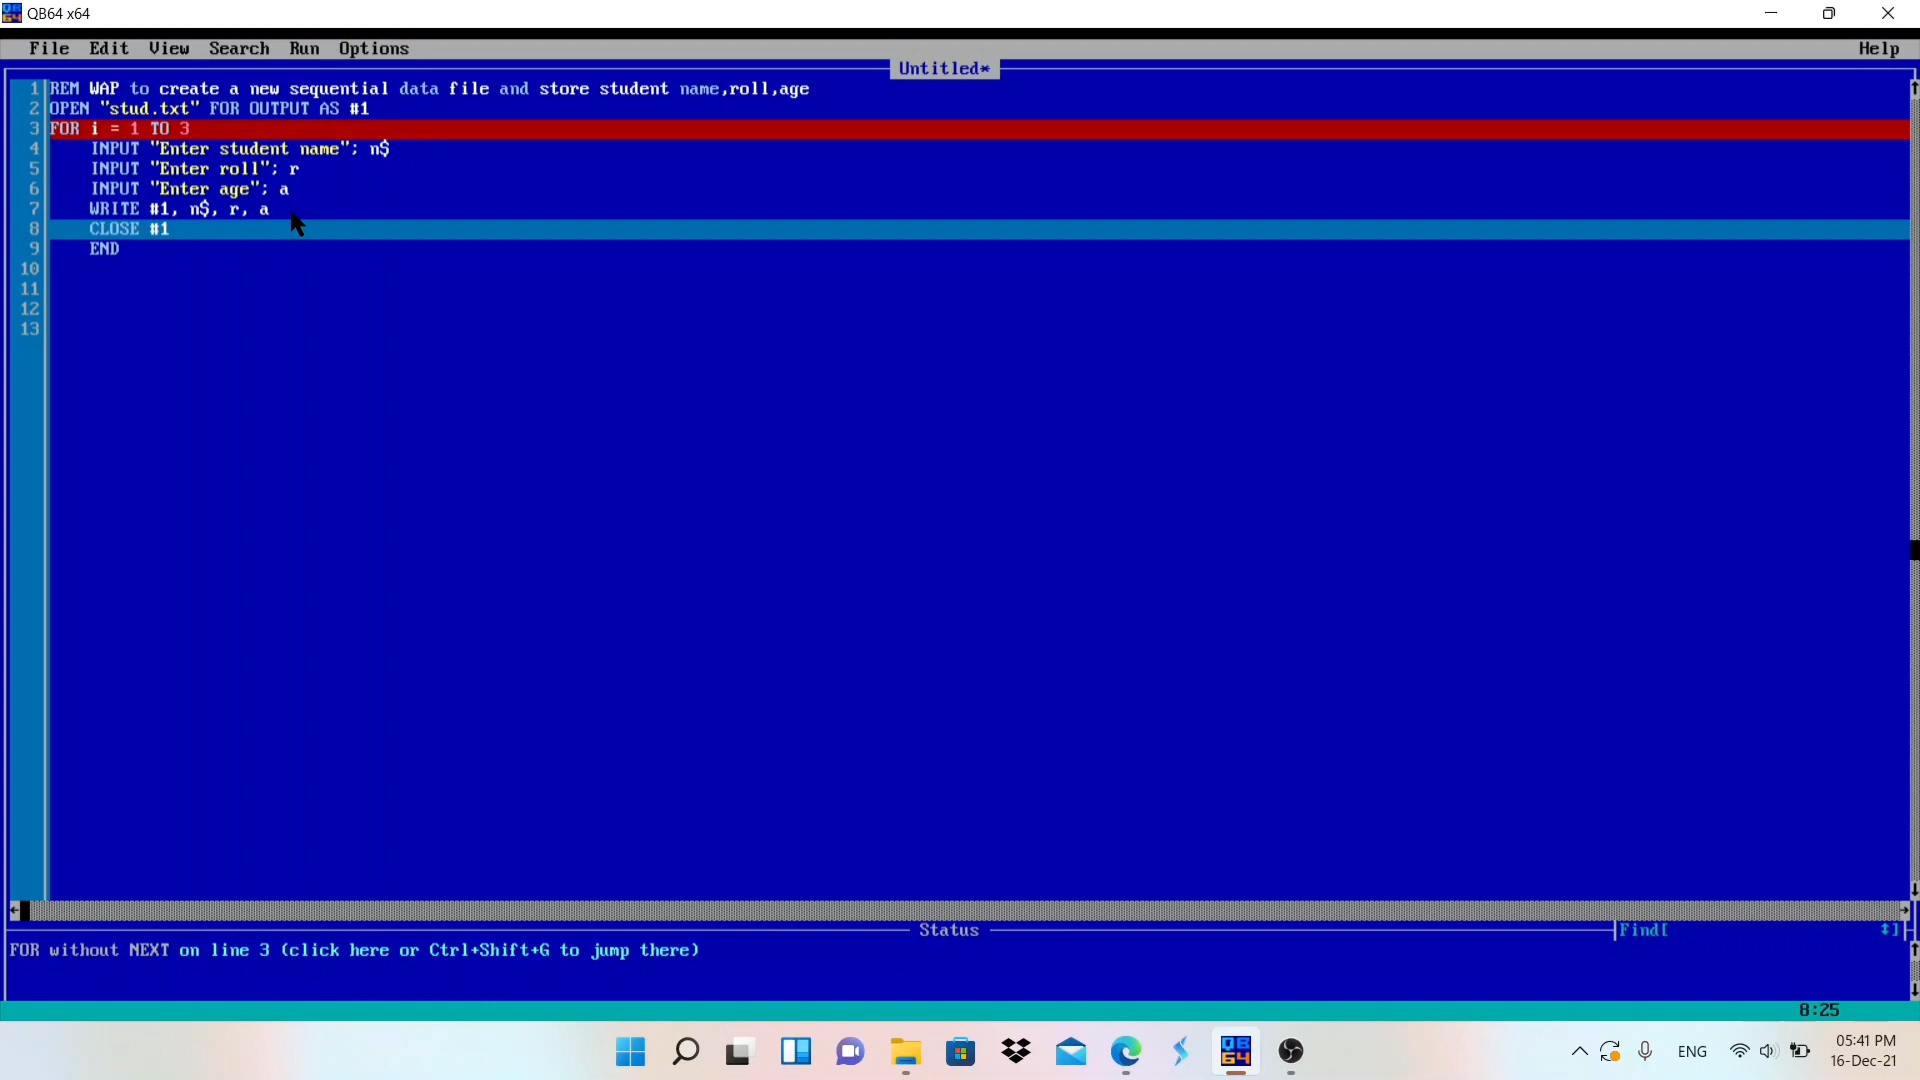 QB64 x64
File Edit View Search Run Options Help
Untitled*
1 REM WAP to create a new sequential data file and store student name,roll,age
2 OPEN "stud.txt" FOR OUTPUT AS #1
3 FOR i = 1 TO 3
4 INPUT "Enter student name"; n$
5 INPUT "Enter roll"; r
6 INPUT "Enter age"; a
7 WRITE #1, n$, r, a
8 CLOSE #1
9 END
10
11
12
13
Status Find[ ]
FOR without NEXT on line 3 (click here or Ctrl+Shift+G to jump there)
8:25
QB64
ENG
05:41 PM
16-Dec-21